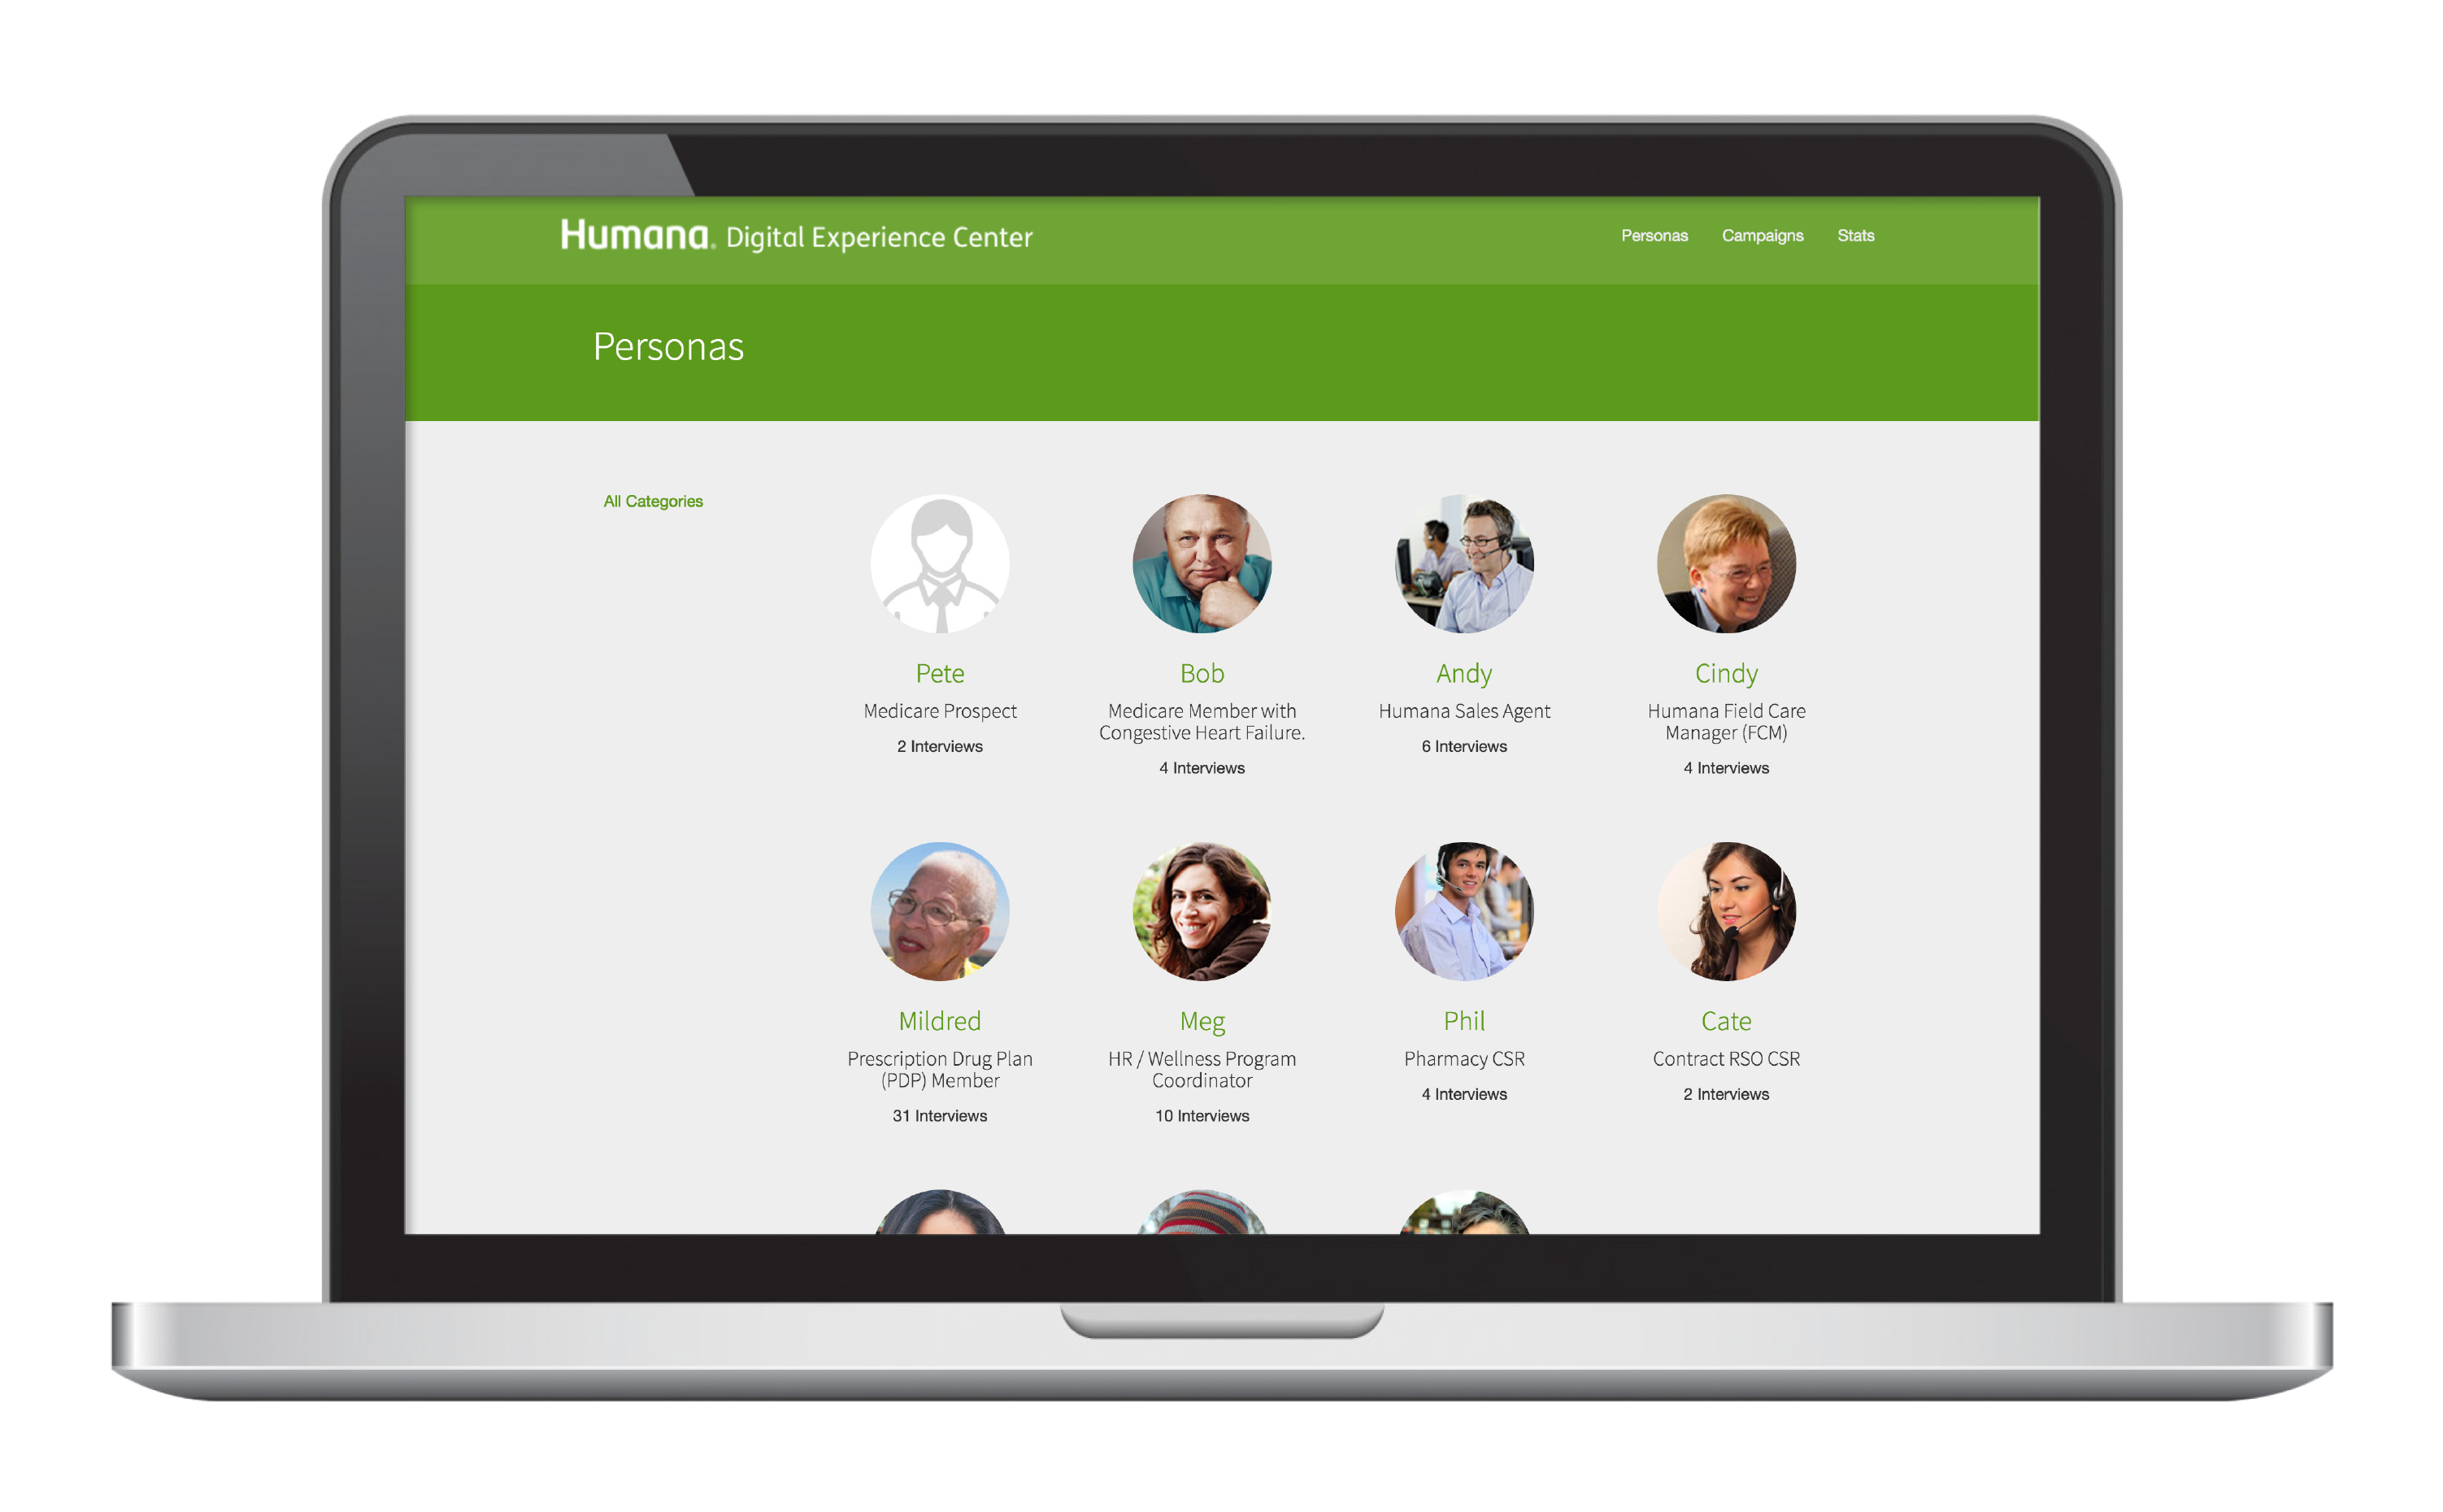 Humana. Digital Experience Center
Personas Campaigns Stats
Personas
All Categories
Pete
Medicare Prospect
2 Interviews
Bob
Medicare Member with
Congestive Heart Failure.
4 Interviews
Andy
Humana Sales Agent
6 Interviews
Cindy
Humana Field Care
Manager (FCM)
4 Interviews
Mildred
Prescription Drug Plan
(PDP) Member
31 Interviews
Meg
HR / Wellness Program
Coordinator
10 Interviews
Phil
Pharmacy CSR
4 Interviews
Cate
Contract RSO CSR
2 Interviews